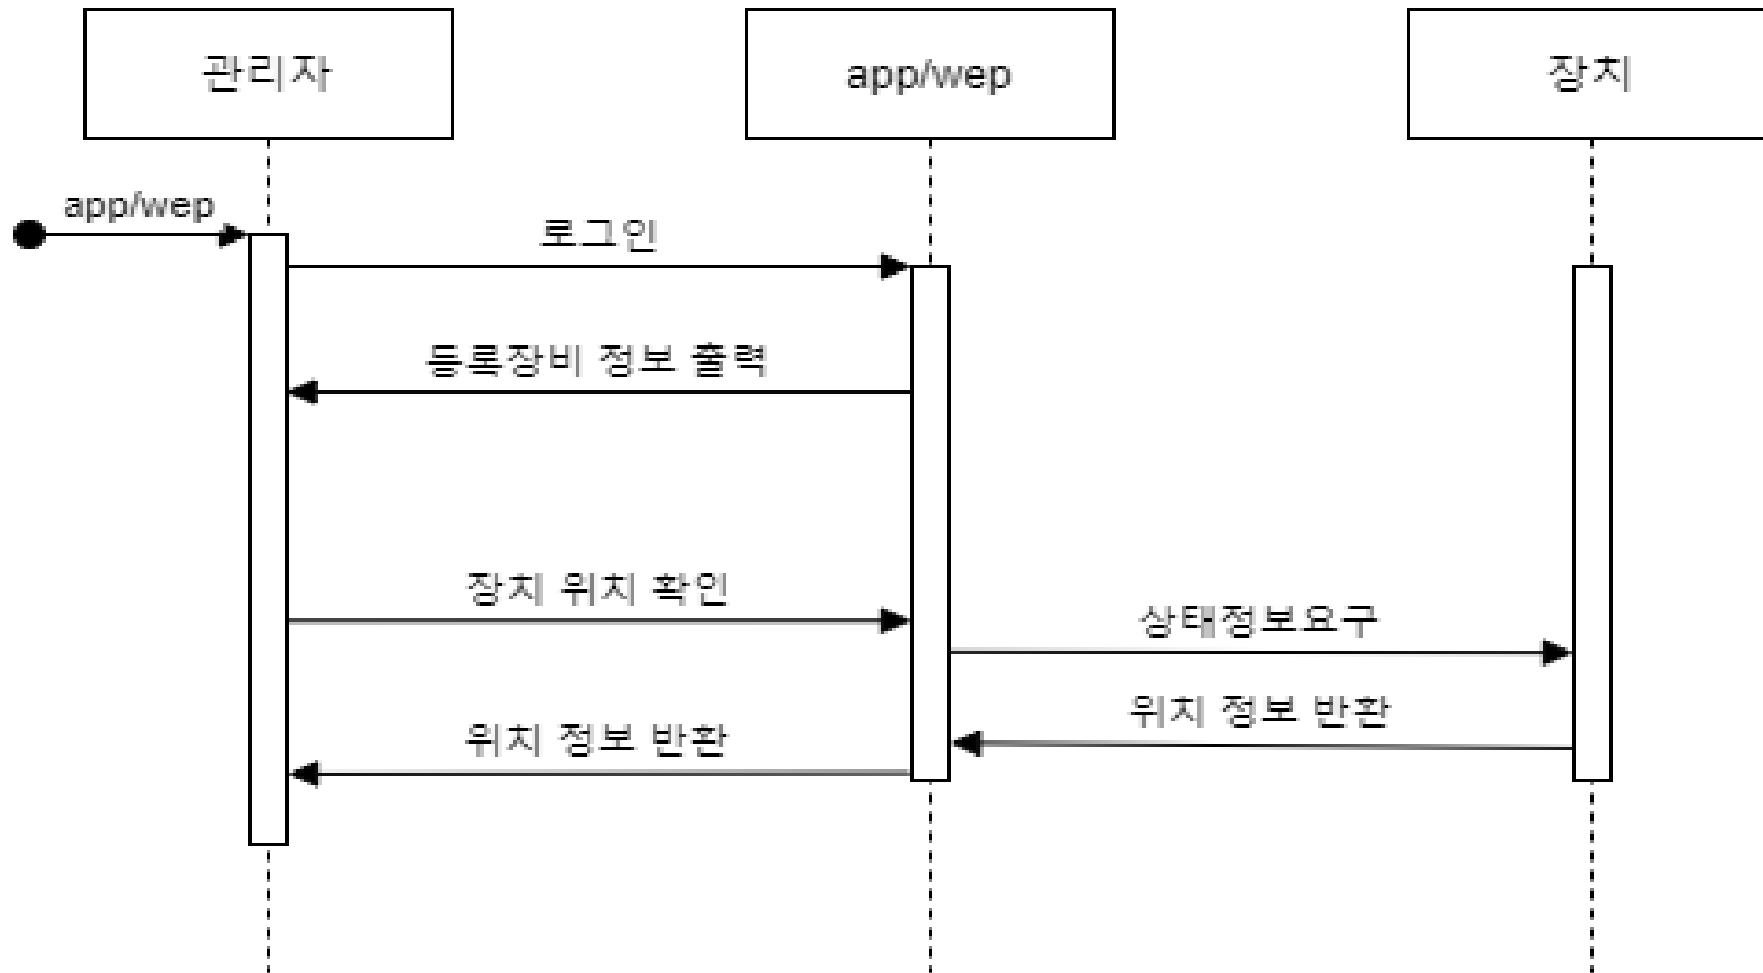 관리자
app/wep
장치
app/wep
로그인
등록장비 정보 출력
장치 위치 확인
상태정보요구
위치 정보 반환
위치 정보 반환